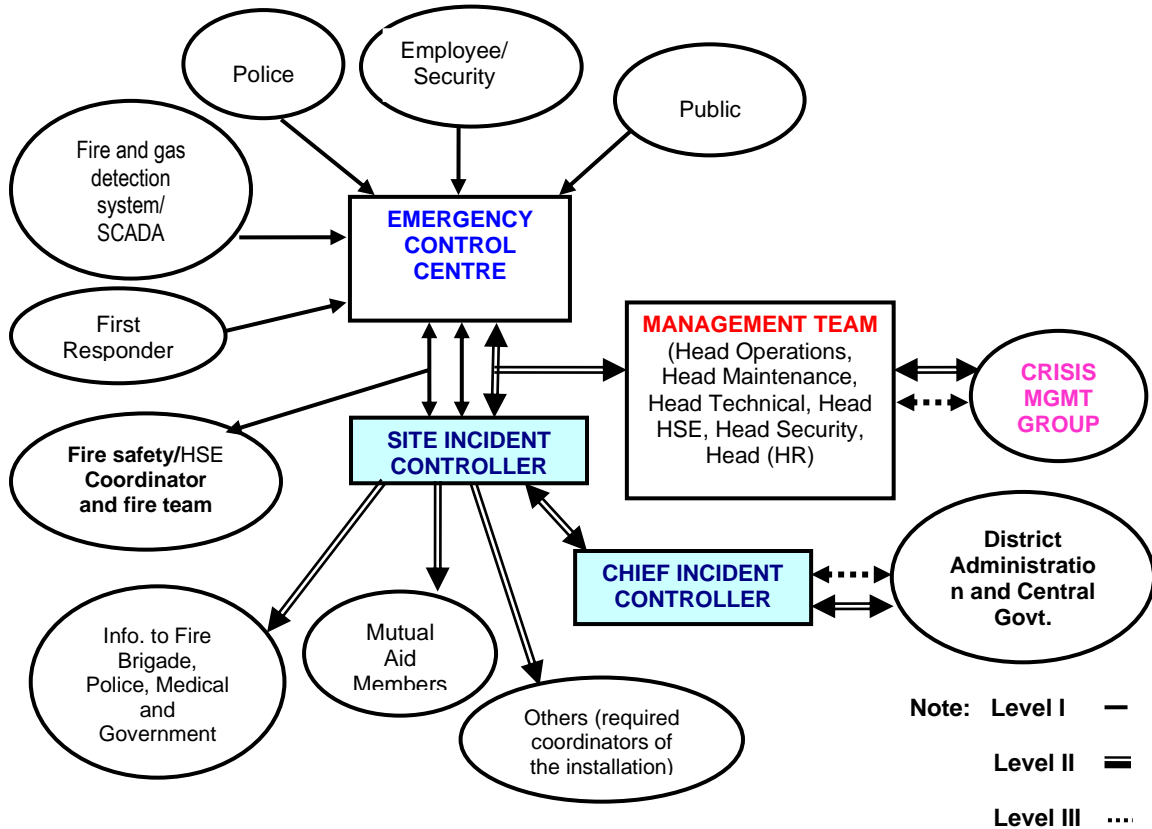 Police
Employee/
Security
Public
Fire and gas
detection
system/
SCADA
EMERGENCY
CONTROL
CENTRE
First
Responder
MANAGEMENT TEAM
(Head Operations,
Head Maintenance,
Head Technical, Head
HSE, Head Security,
Head (HR)
CRISIS
MGMT
GROUP
SITE INCIDENT
CONTROLLER
Fire safety/HSE
Coordinator
and fire team
CHIEF INCIDENT
CONTROLLER
District
Administratio
n and Central
Govt.
Info. to Fire
Brigade,
Police, Medical
and
Government
Mutual
Aid
Members
Others (required
coordinators of
the installation)
Note: Level I
Level II
Level III